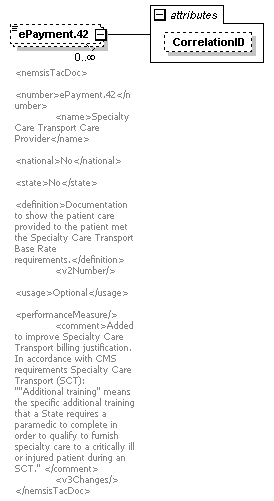 ePayment.42
attributes
CorrelationID
0..∞
<nemsisTacDoc>
<number>ePayment.42</n
umber>
<name>Specialty
Care Transport Care
Provider</name>
<national>No</national>
<state>No</state>
<definition>Documentation
to show the patient care
provided to the patient met
the Specialty Care Transport
Base Rate
requirements.</definition>
<v2Number/>
<usage>Optional</usage>
<performanceMeasure/>
<comment>Added
to improve Specialty Care
Transport billing justification.
In accordance with CMS
requirements Specialty Care
Transport (SCT):
""Additional training" means
the specific additional training
that a State requires a
paramedic to complete in
order to qualify to furnish
specialty care to a critically ill
or injured patient during an
SCT." </comment>
<v3Changes/>
</nemsisTacDoc>